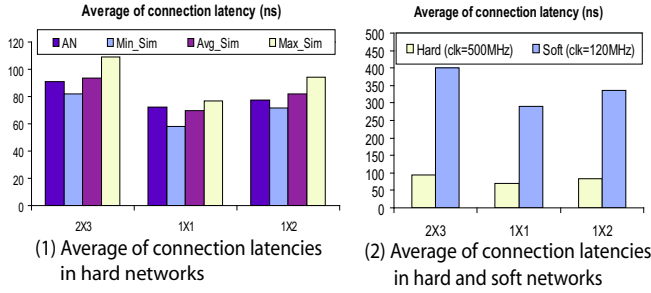 Average of connection latency (ns)
AN Min_Sim Avg_Sim Max_Sim
120
100
80
60
40
20
0
2X3 1X1 1X2
(1) Average of connection latencies
in hard networks
Average of connection latency (ns)
Hard (clk=500MHz) Soft (clk=120MHz)
500
450
400
350
300
250
200
150
100
50
0
2X3 1X1 1X2
(2) Average of connection latencies
in hard and soft networks